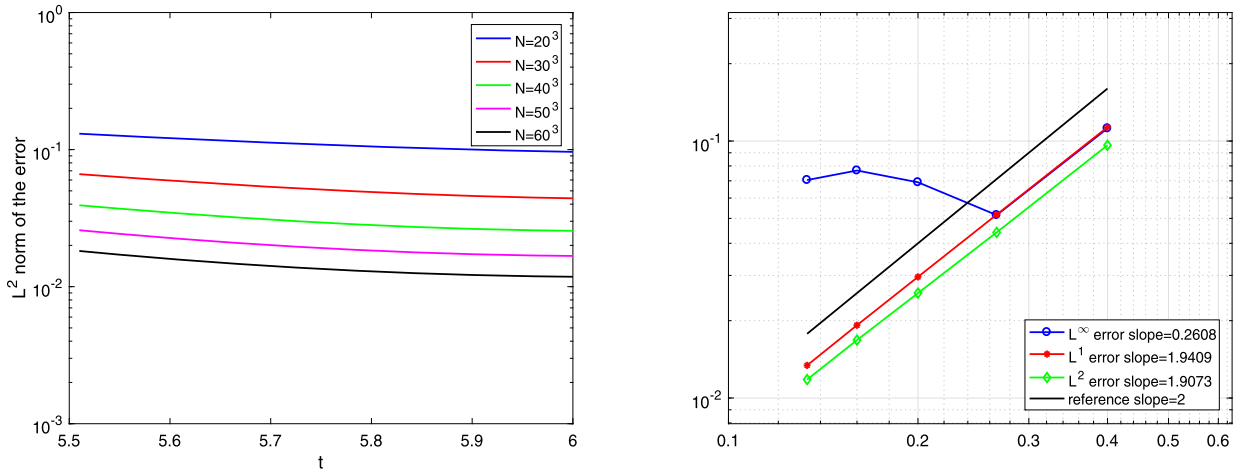 10^0
10^-1
10^-2
10^-3
L^2 norm of the error
5.5 5.6 5.7 5.8 5.9 6
t
N=20^3
N=30^3
N=40^3
N=50^3
N=60^3
10^-1
10^-2
0.1 0.2 0.3 0.4 0.5 0.6
L^∞ error slope=0.2608
L^1 error slope=1.9409
L^2 error slope=1.9073
reference slope=2